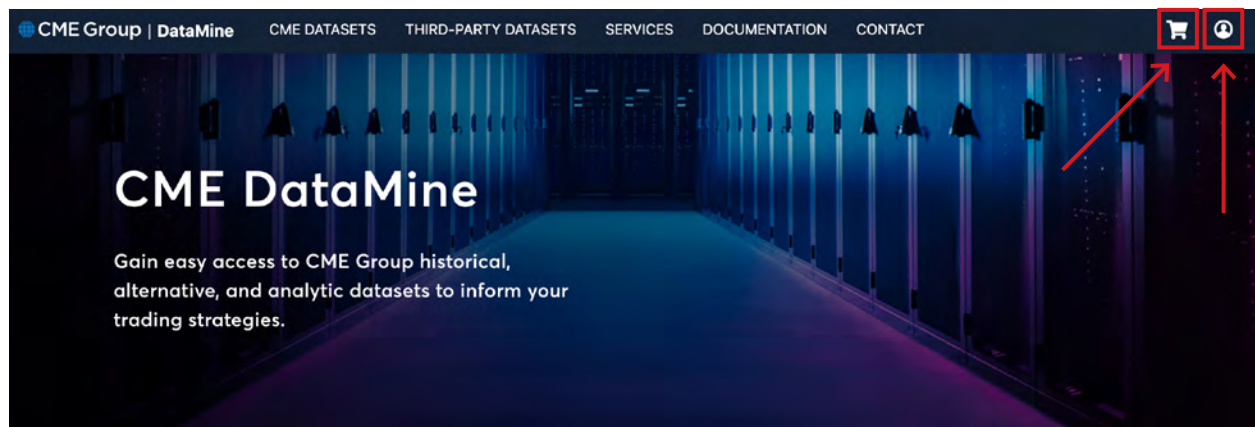 CME Group | DataMine CME DATASETS THIRD-PARTY DATASETS SERVICES DOCUMENTATION CONTACT
CME DataMine
Gain easy access to CME Group historical,
alternative, and analytic datasets to inform your
trading strategies.